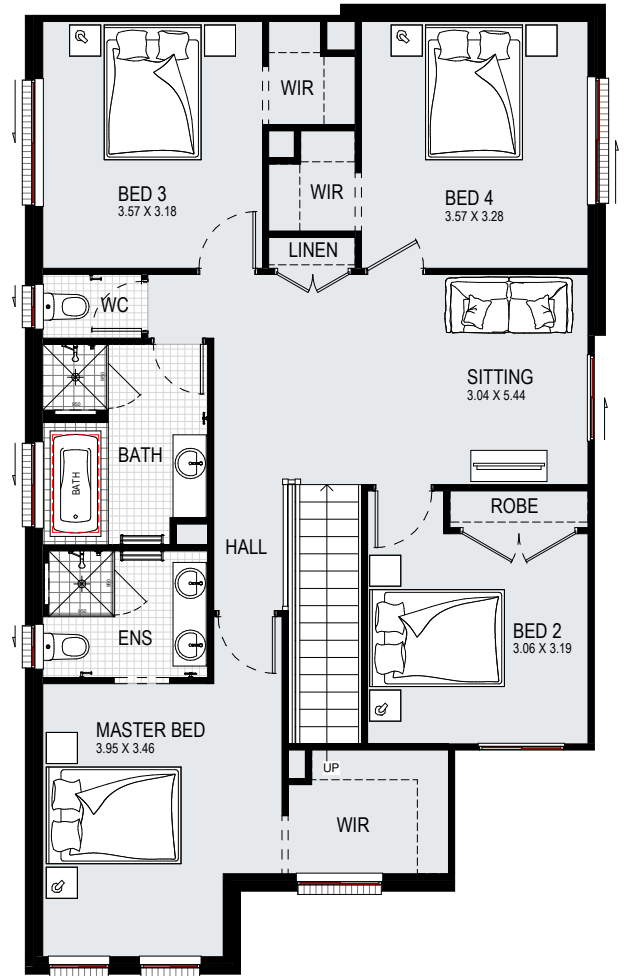 WIR
BED 3
3.57 X 3.18
WIR
BED 4
3.57 X 3.28
LINEN
WC
SITTING
3.04 X 5.44
BATH
BATH
ROBE
HALL
BED 2
3.06 X 3.19
ENS
MASTER BED
3.95 X 3.46
UP
WIR